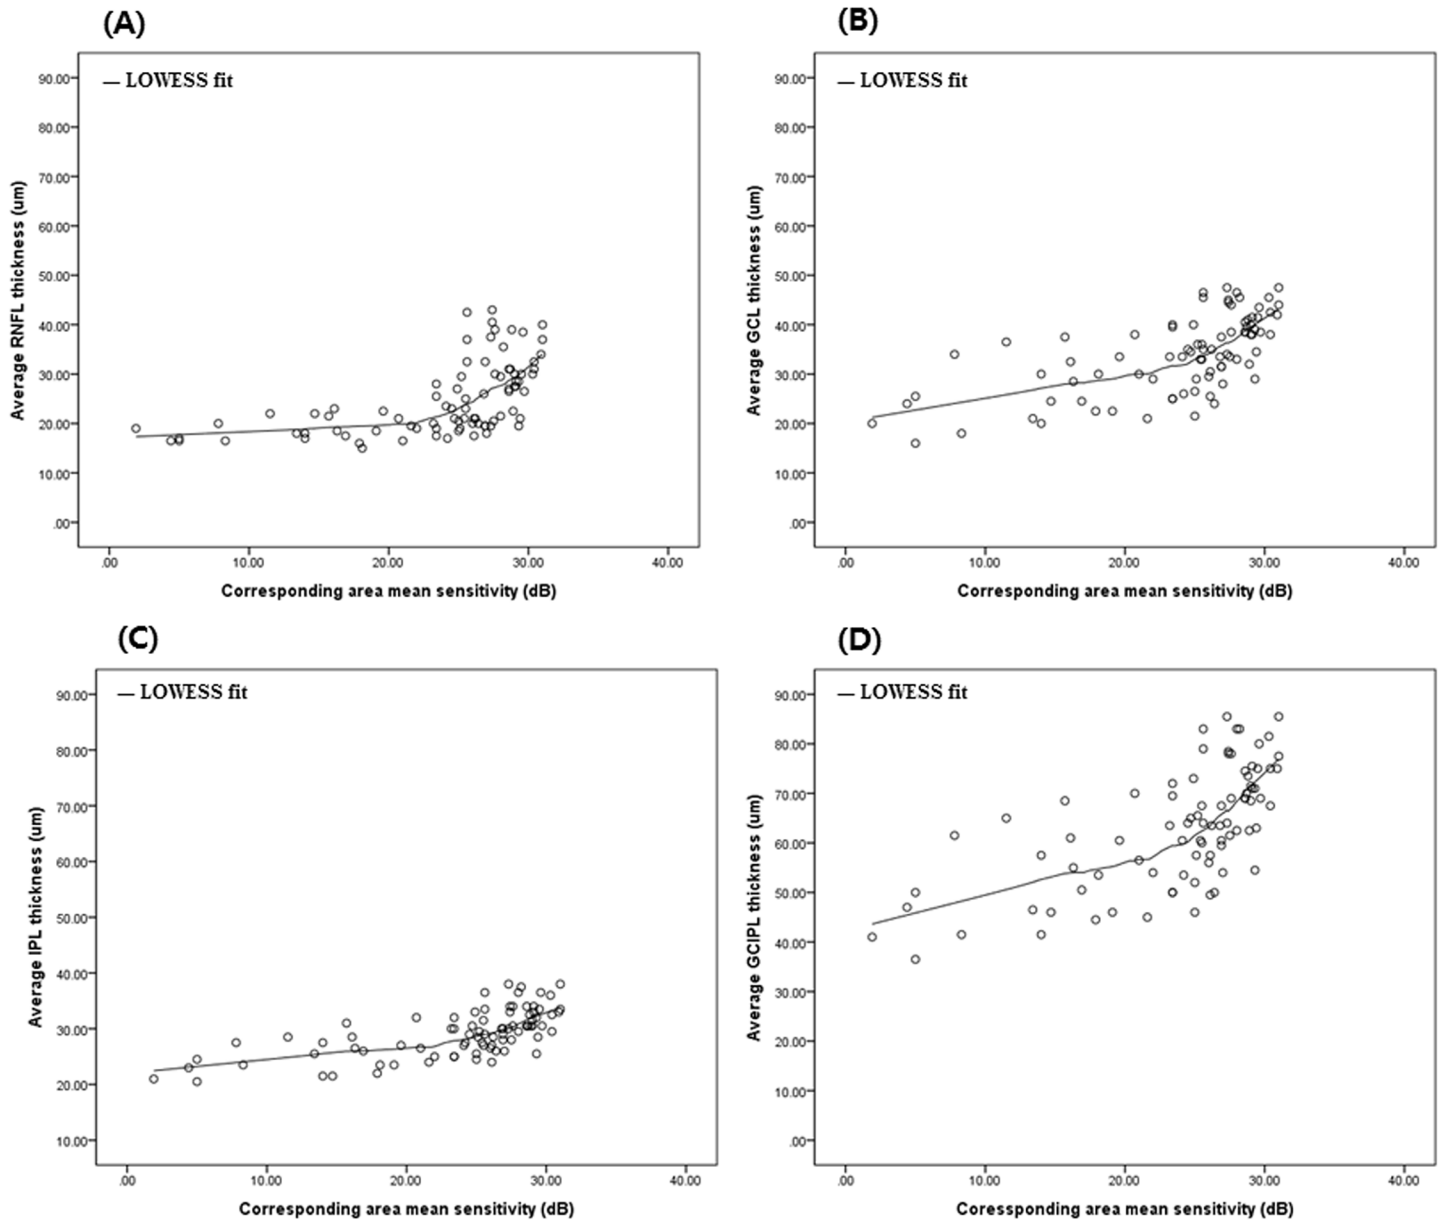 (A)
— LOWESS fit
90.00
80.00
70.00
60.00
50.00
40.00
30.00
20.00
10.00
.00
Average RNFL thickness (um)
.00 10.00 20.00 30.00 40.00
Corresponding area mean sensitivity (dB)
(B)
— LOWESS fit
90.00
80.00
70.00
60.00
50.00
40.00
30.00
20.00
10.00
.00
Average GCL thickness (um)
.00 10.00 20.00 30.00 40.00
Corresponding area mean sensitivity (dB)
(C)
— LOWESS fit
90.00
80.00
70.00
60.00
50.00
40.00
30.00
20.00
10.00
Average IPL thickness (um)
.00 10.00 20.00 30.00 40.00
Corresponding area mean sensitivity (dB)
(D)
— LOWESS fit
90.00
80.00
70.00
60.00
50.00
40.00
30.00
20.00
10.00
.00
Average GCIPL thickness (um)
.00 10.00 20.00 30.00 40.00
Corresponding area mean sensitivity (dB)